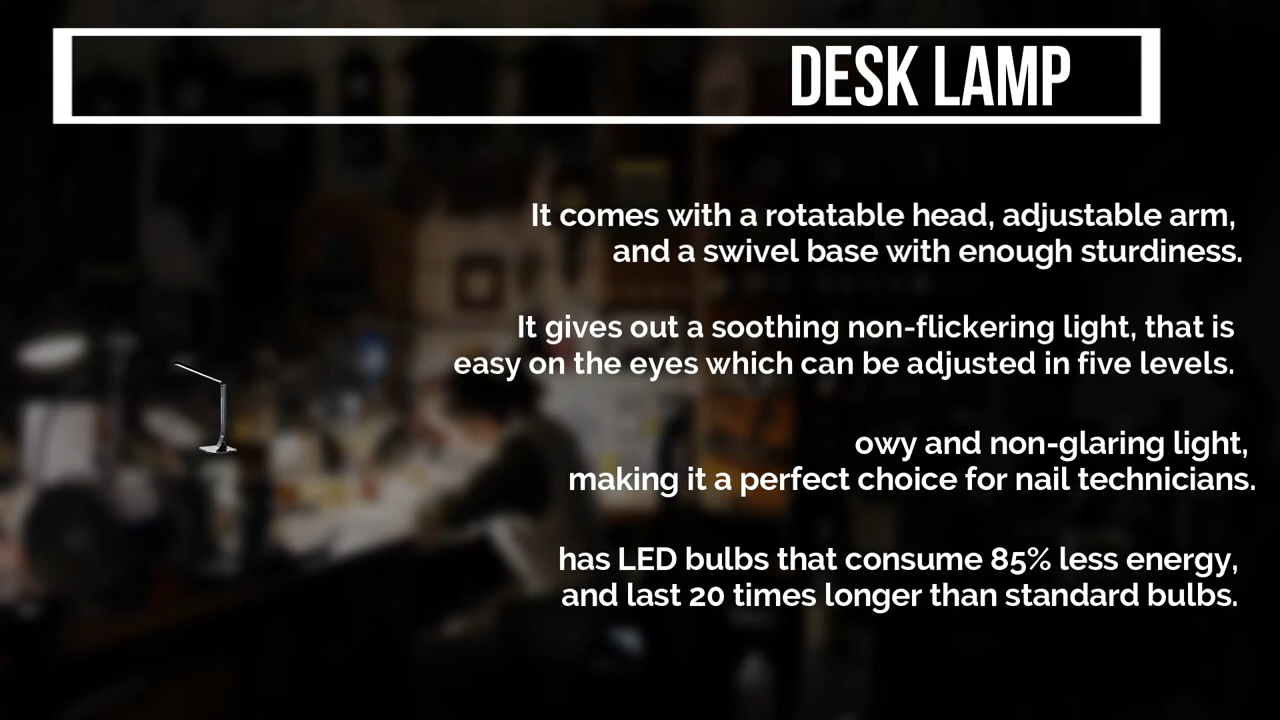 DESK LAMP
It comes with a rotatable head, adjustable arm,
and a swivel base with enough sturdiness.
It gives out a soothing non-flickering light, that is
easy on the eyes which can be adjusted in five levels.
owy and non-glaring light,
making it a perfect choice for nail technicians.
has LED bulbs that consume 85% less energy,
and last 20 times longer than standard bulbs.